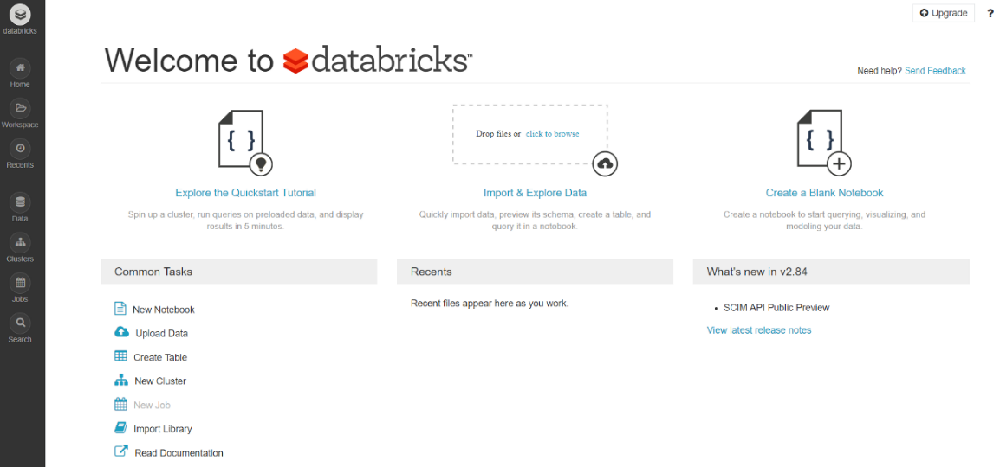 databricks
Home
Workspace
Recents
Data
Clusters
Jobs
Search
Upgrade ?
Welcome to databricks™
Need help? Send Feedback
{ }
Drop files or click to browse
{ }
Explore the Quickstart Tutorial
Spin up a cluster, run queries on preloaded data, and display
results in 5 minutes.
Import & Explore Data
Quickly import data, preview its schema, create a table, and
query it in a notebook.
Create a Blank Notebook
Create a notebook to start querying, visualizing, and
modeling your data.
Common Tasks
New Notebook
Upload Data
Create Table
New Cluster
New Job
Import Library
Read Documentation
Recents
Recent files appear here as you work.
What's new in v2.84
• SCIM API Public Preview
View latest release notes